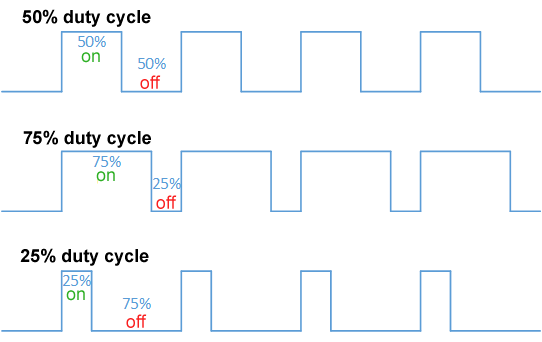 50% duty cycle
50%
on
50%
off
75% duty cycle
75%
on
25%
off
25% duty cycle
25%
on
75%
off